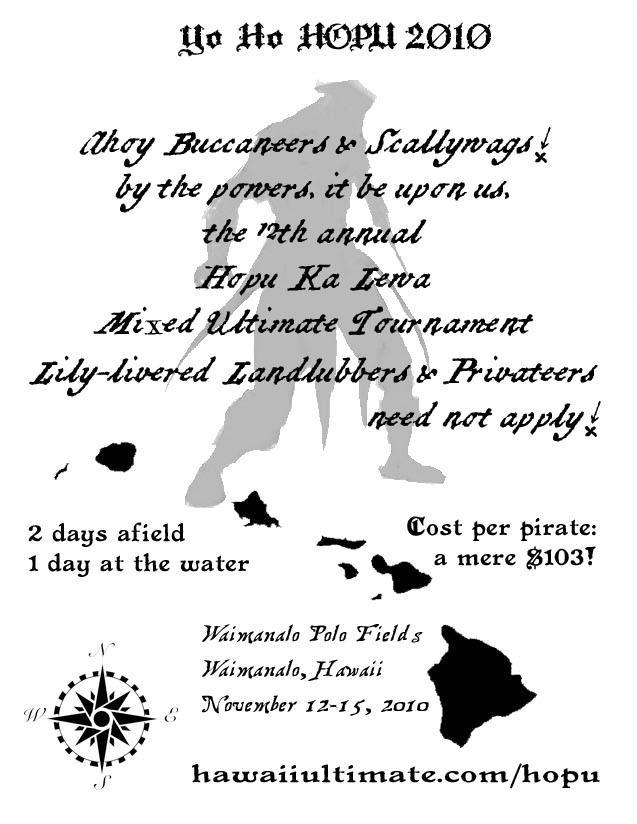 Yo Ho HOPU 2010
Ahoy Buccaneers & Scallywags!
by the powers, it be upon us,
the 12th annual
Hopu Ka Lewa
Mixed Ultimate Tournament
Lily-livered Landlubbers & Privateers
need not apply!
2 days afield
1 day at the water
Cost per pirate:
a mere $103!
Waimanalo Polo Fields
Waimanalo, Hawaii
November 12-15, 2010
N
W E
S
hawaiiultimate.com/hopu